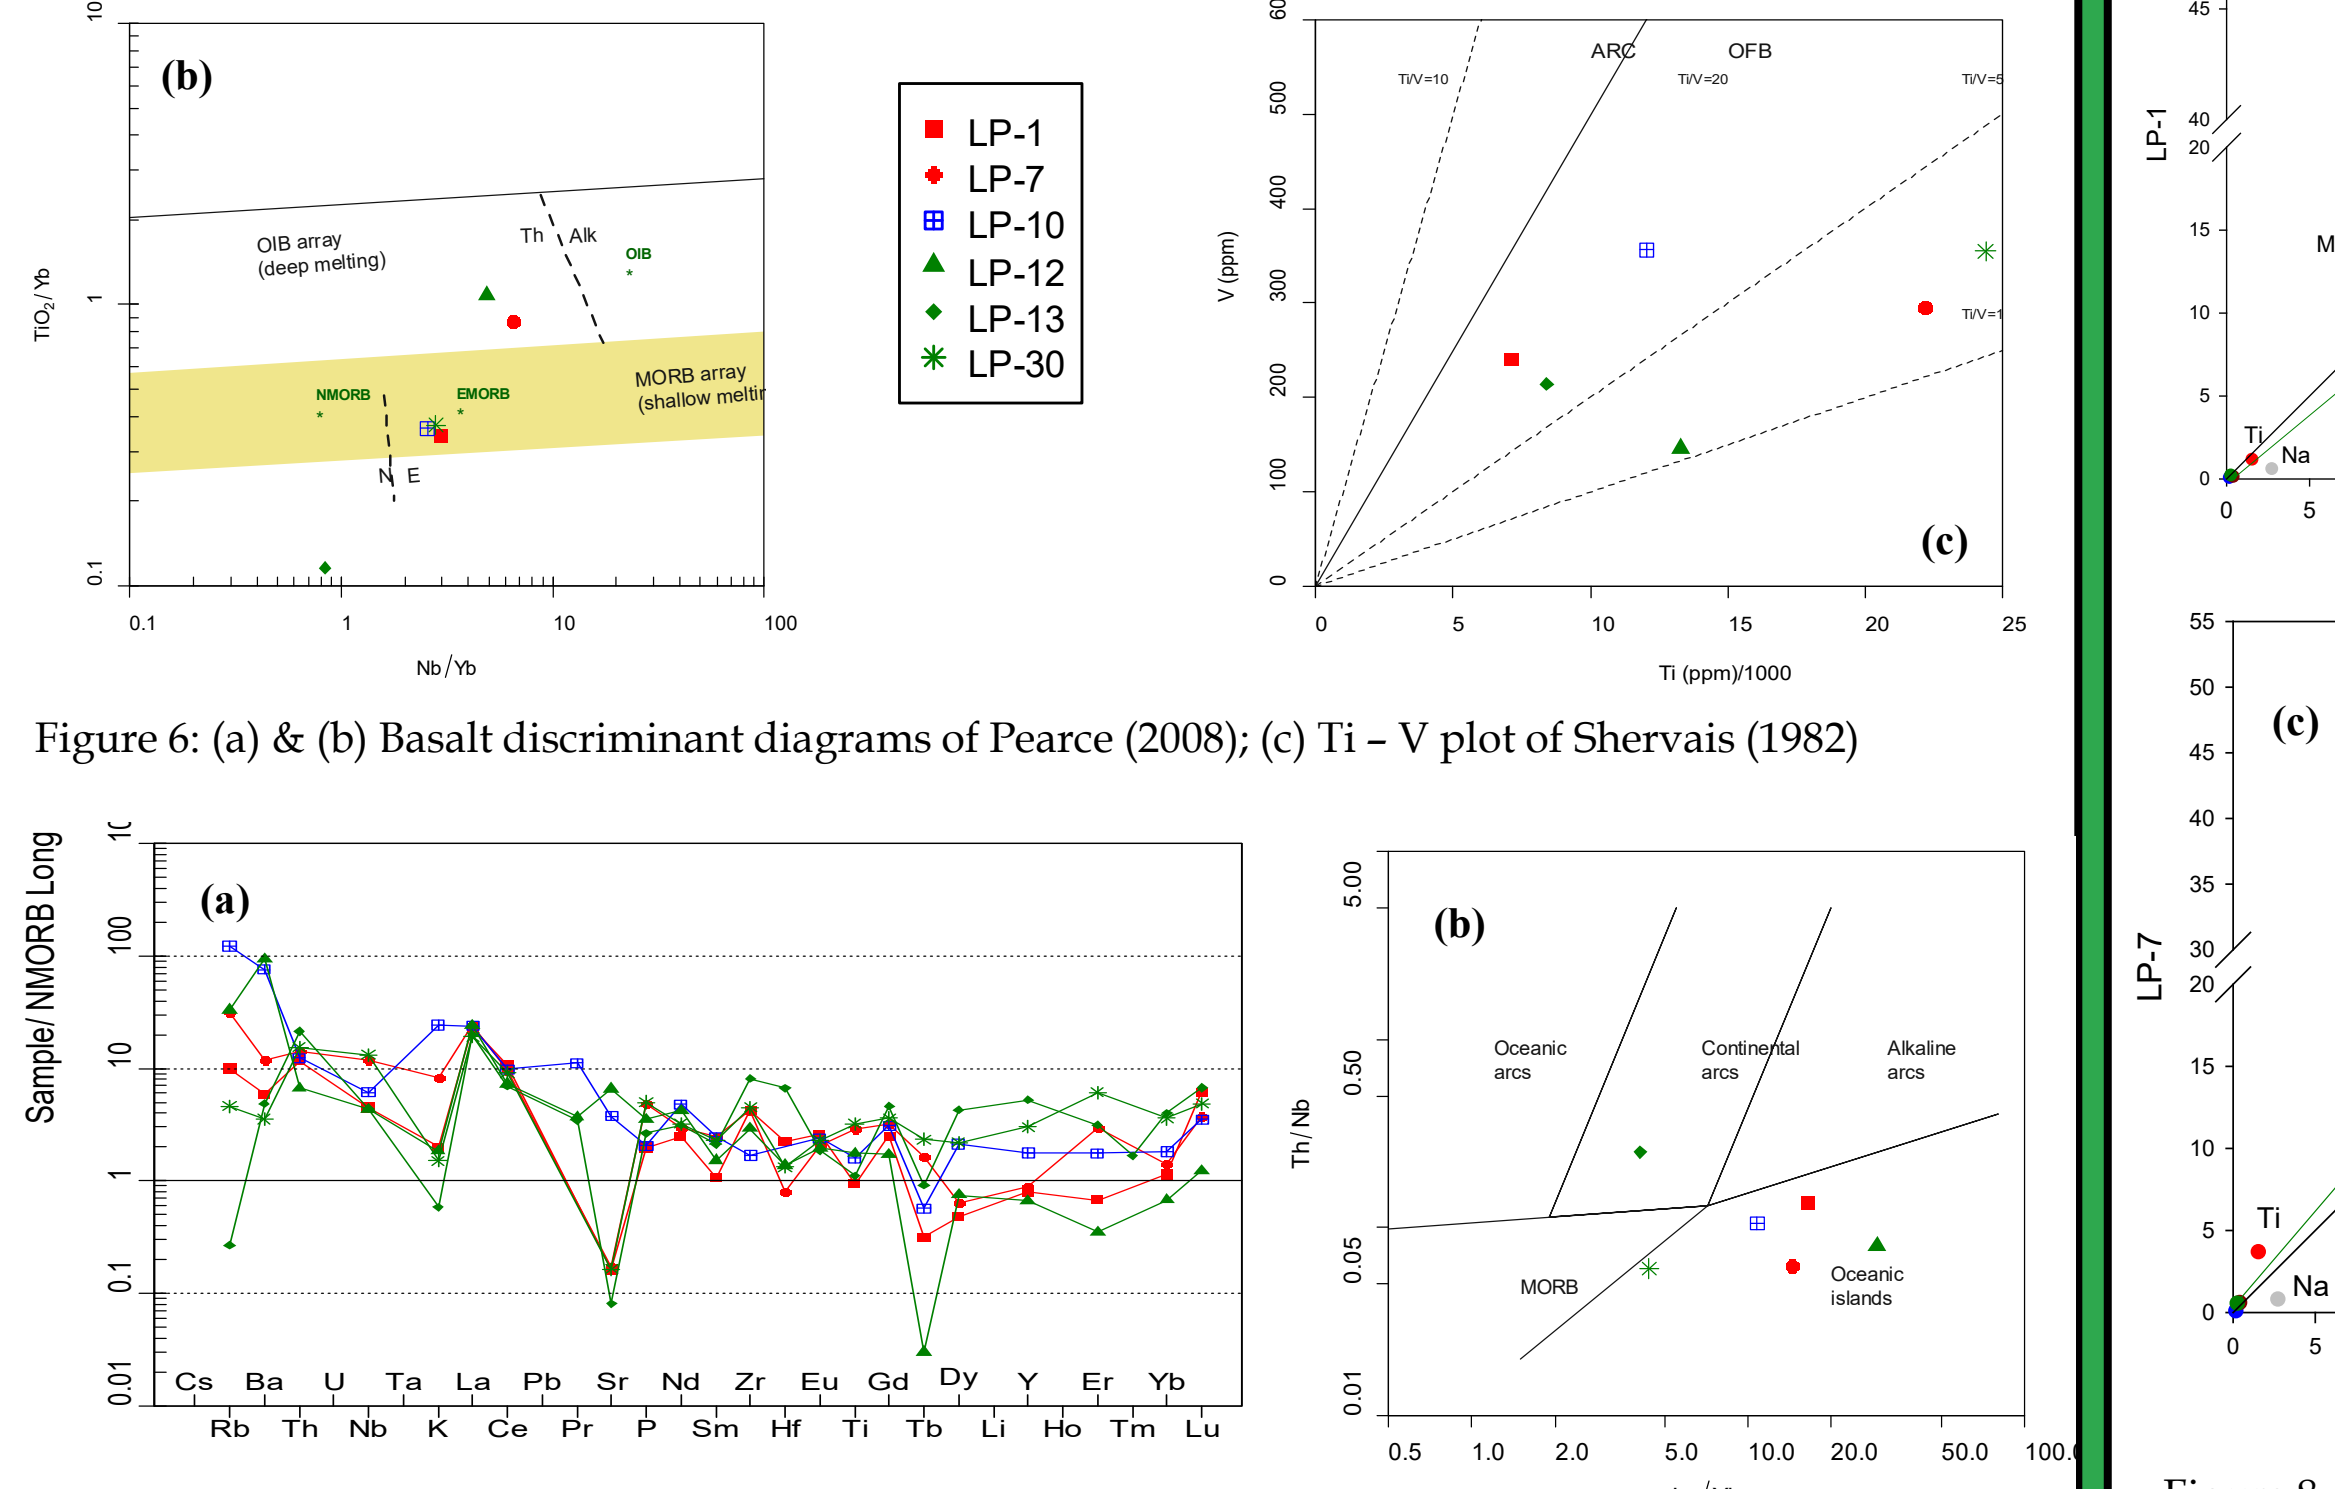 10
1
0.1
TiO2/Yb
(b)
OIB array
(deep melting)
Th
Alk
OIB
*
NMORB
*
EMORB
*
MORB array
(shallow meltin
N
E
0.1 1 10 100
Nb/Yb
LP-1
LP-7
LP-10
LP-12
LP-13
LP-30
500
400
300
200
100
0
V (ppm)
ARC
OFB
Ti/V=10
Ti/V=20
Ti/V=5
Ti/V=1
(c)
0 5 10 15 20 25
Ti (ppm)/1000
Figure 6: (a) & (b) Basalt discriminant diagrams of Pearce (2008); (c) Ti – V plot of Shervais (1982)
Sample/ NMORB Long
100
10
1
0.1
0.01
(a)
Cs Ba U Ta La Pb Sr Nd Zr Eu Gd Dy Y Er Yb
Rb Th Nb K Ce Pr P Sm Hf Ti Tb Li Ho Tm Lu
5.00
0.50
0.05
0.01
Th/Nb
(b)
Oceanic
arcs
Continental
arcs
Alkaline
arcs
MORB
Oceanic
islands
0.5 1.0 2.0 5.0 10.0 20.0 50.0 100.0
LP-1
45
40
20
15
10
5
0
M
Ti
Na
0 5
LP-7
55
50
45
40
35
30
20
15
10
5
0
(c)
Ti
Na
0 5